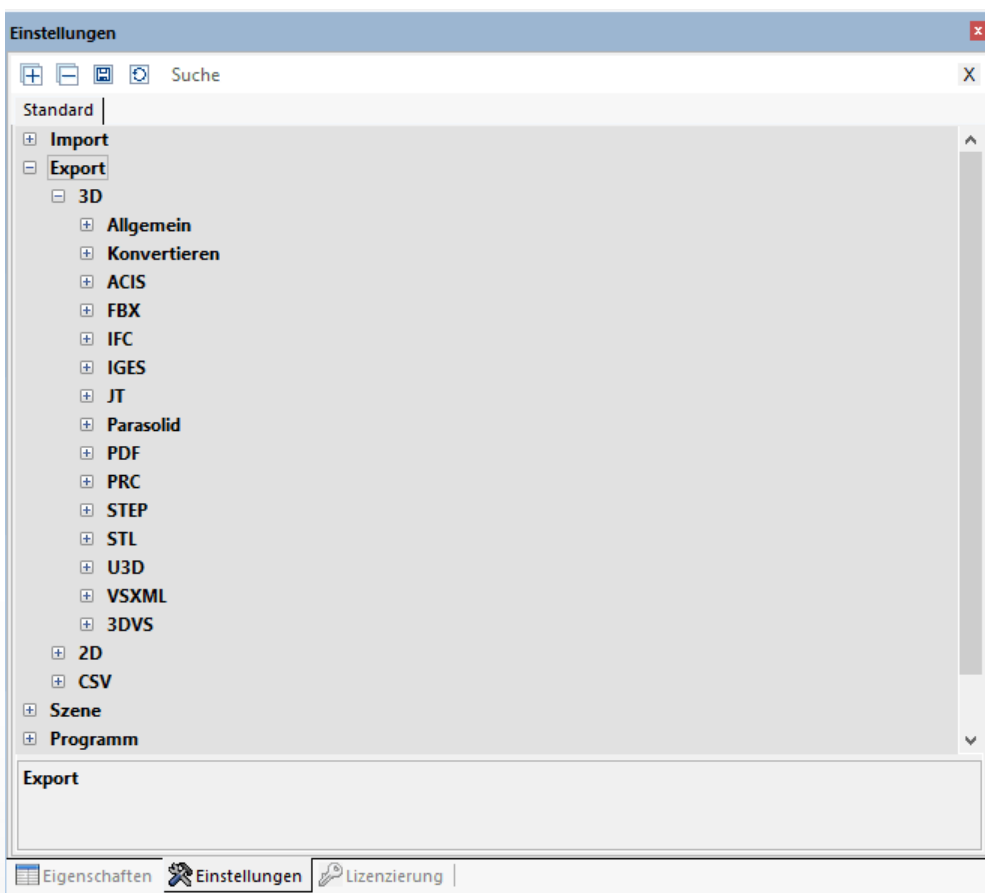 Einstellungen
Suche
X
Standard
Import
Export
3D
Allgemein
Konvertieren
ACIS
FBX
IFC
IGES
JT
Parasolid
PDF
PRC
STEP
STL
U3D
VSXML
3DVS
2D
CSV
Szene
Programm
Export
Eigenschaften Einstellungen Lizenzierung